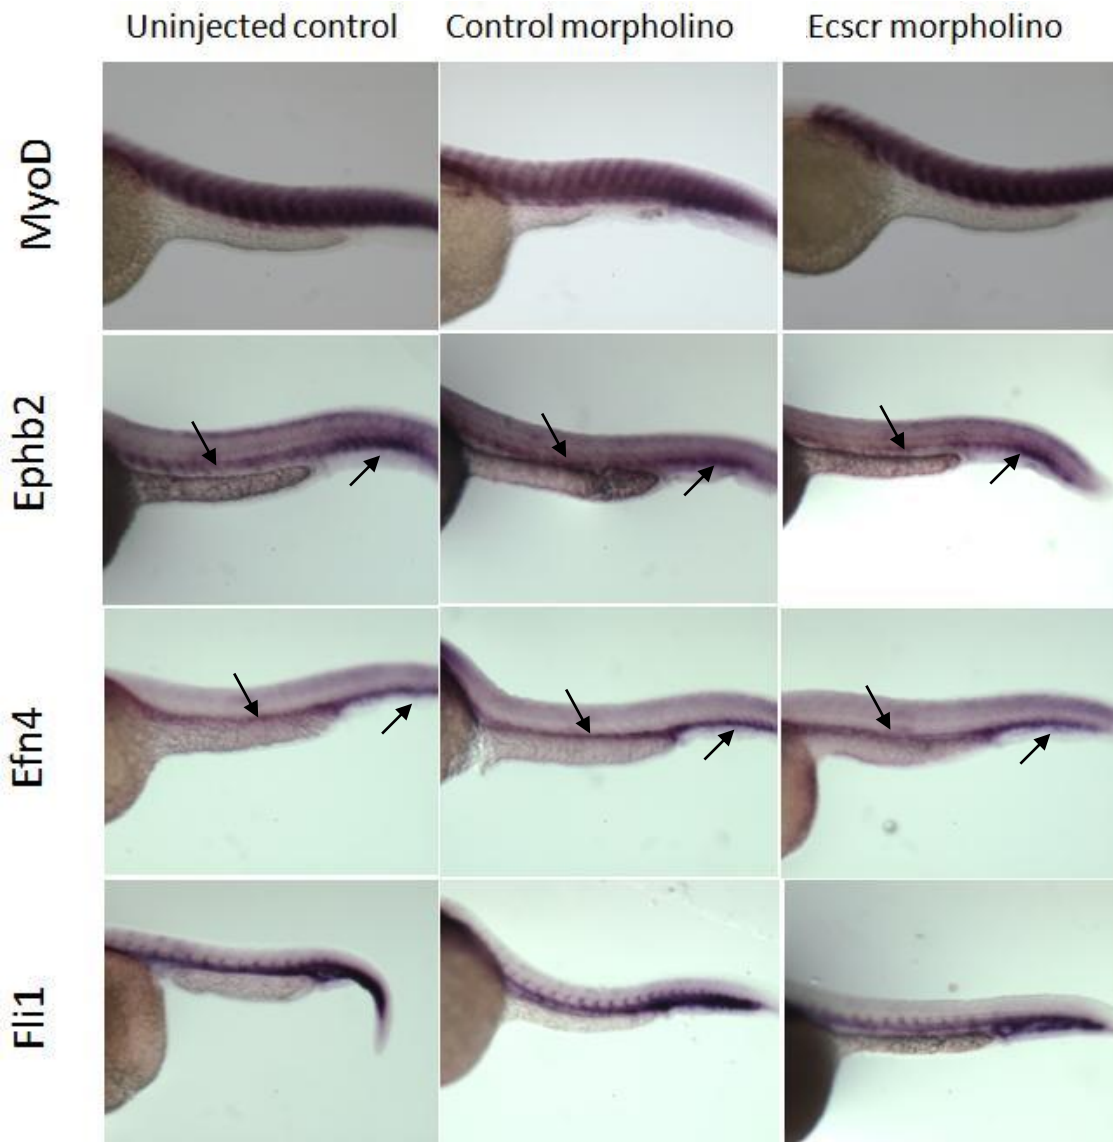 Uninjected control
Control morpholino
Ecscr morpholino
MyoD
Ephb2
Efn4
Fli1